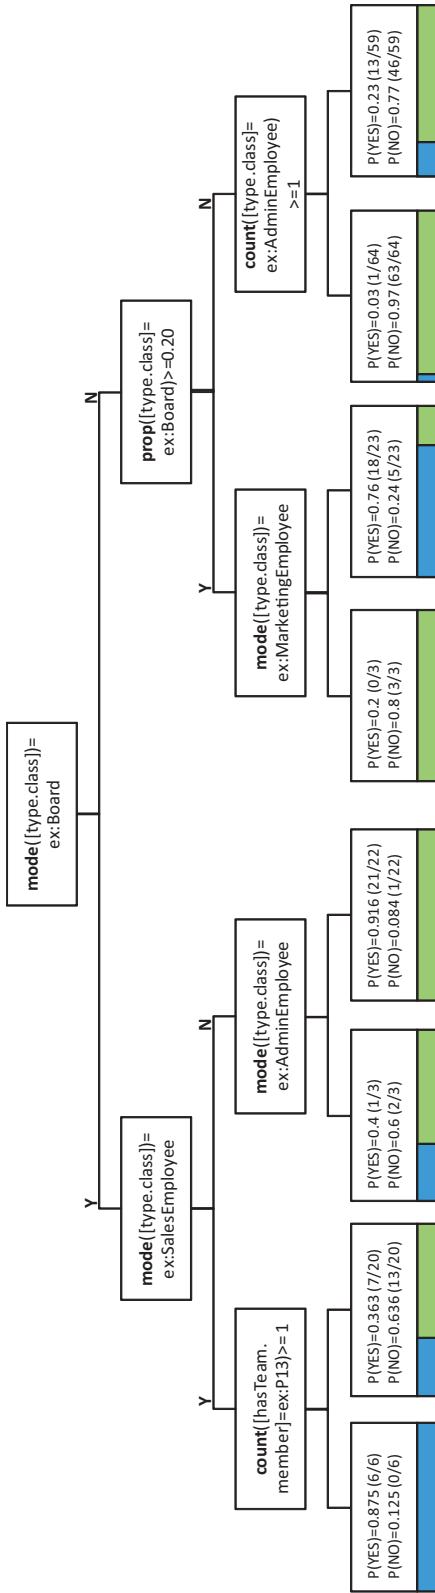 mode([type.class])=
ex:Board
Y
N
mode([type.class])=
ex:SalesEmployee
prop([type.class]=
ex:Board)>=0.20
Y
N
Y
N
count([hasTeam.
member]=ex:P13)>= 1
mode([type.class])=
ex:AdminEmployee
mode([type.class])=
ex:MarketingEmployee
count([type.class]=
ex:AdminEmployee)
>=1
P(YES)=0.875 (6/6)
P(NO)=0.125 (0/6)
P(YES)=0.363 (7/20)
P(NO)=0.636 (13/20)
P(YES)=0.4 (1/3)
P(NO)=0.6 (2/3)
P(YES)=0.916 (21/22)
P(NO)=0.084 (1/22)
P(YES)=0.2 (0/3)
P(NO)=0.8 (3/3)
P(YES)=0.76 (18/23)
P(NO)=0.24 (5/23)
P(YES)=0.03 (1/64)
P(NO)=0.97 (63/64)
P(YES)=0.23 (13/59)
P(NO)=0.77 (46/59)